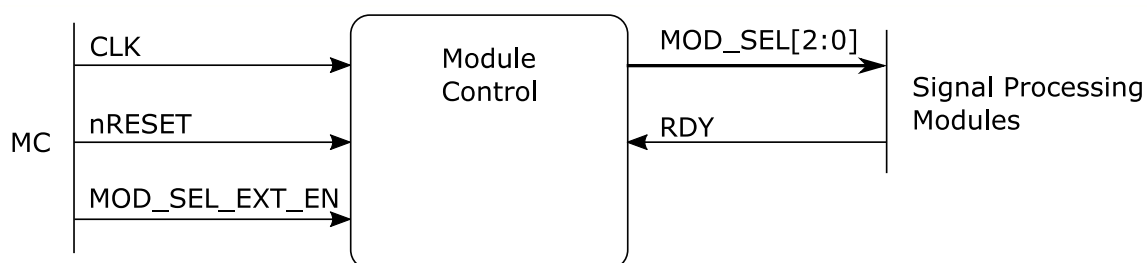 CLK
Module
Control
MOD_SEL[2:0]
Signal Processing
Modules
MC
nRESET
RDY
MOD_SEL_EXT_EN